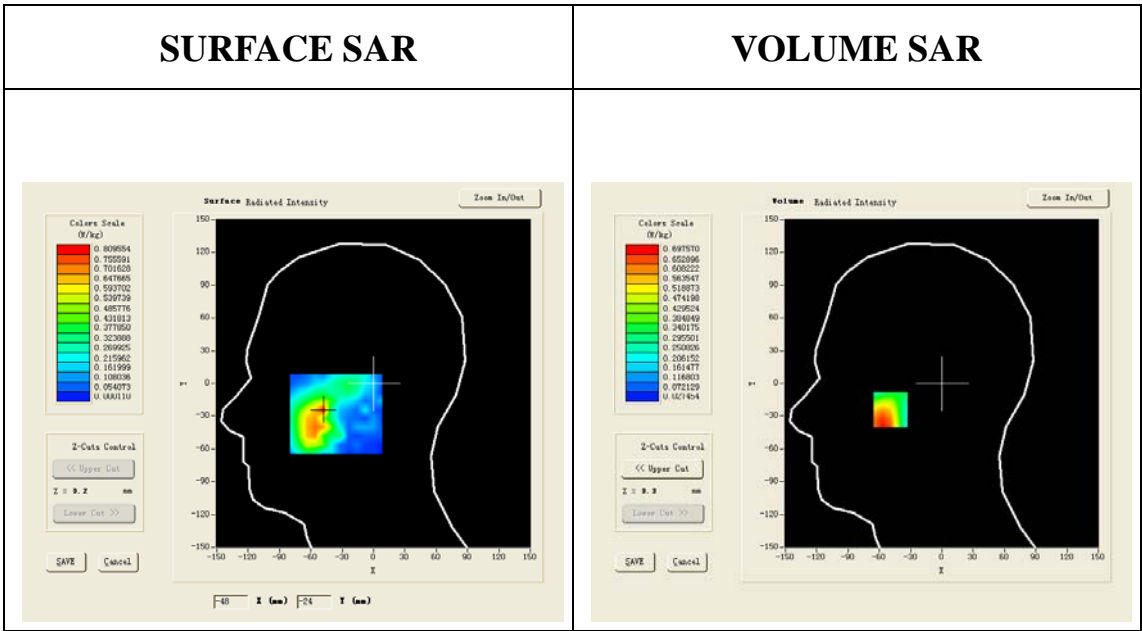 SURFACE SAR
VOLUME SAR
Surface Radiated Intensity
Zoom In/Out
Colors Scale
(W/kg)
0.809554
0.755591
0.701628
0.647665
0.593702
0.539739
0.485776
0.431813
0.377850
0.323888
0.269925
0.215962
0.161999
0.108036
0.054073
0.000110
150
120
90
60
30
0
-30
-60
-90
-120
-150
Y
-150 -120 -90 -60 -30 0 30 60 90 120 150
X
Z-Cuts Control
<< Upper Cut
Z = 0.2 mm
Lower Cut >>
SAVE
Cancel
-48 X (mm) -24 Y (mm)
Volume Radiated Intensity
Zoom In/Out
Colors Scale
(W/kg)
0.697570
0.652896
0.608222
0.563547
0.518873
0.474198
0.429524
0.384849
0.340175
0.295501
0.250826
0.206152
0.161477
0.116803
0.072129
0.027454
150
120
90
60
30
0
-30
-60
-90
-120
-150
Y
-150 -120 -90 -60 -30 0 30 60 90 120 150
X
Z-Cuts Control
<< Upper Cut
mm
Lower Cut >>
SAVE
Cancel